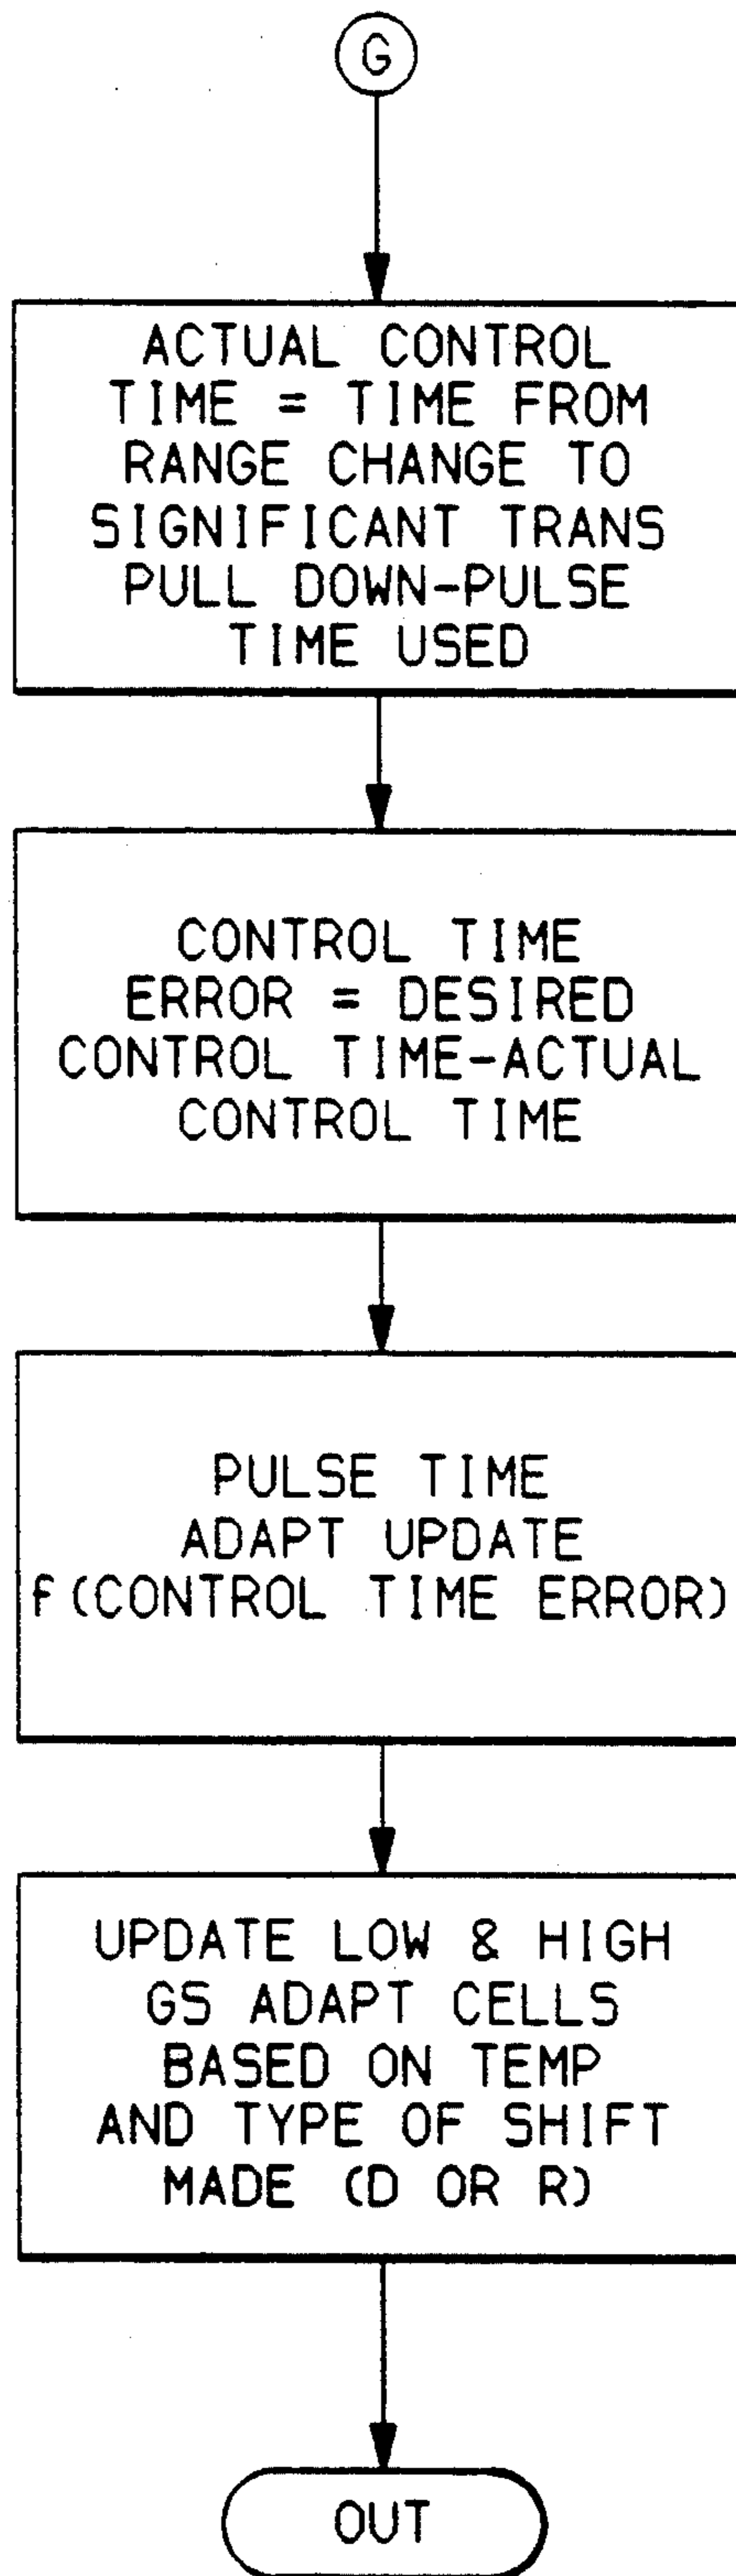 G
ACTUAL CONTROL
TIME = TIME FROM
RANGE CHANGE TO
SIGNIFICANT TRANS
PULL DOWN-PULSE
TIME USED
CONTROL TIME
ERROR = DESIRED
CONTROL TIME-ACTUAL
CONTROL TIME
PULSE TIME
ADAPT UPDATE
f(CONTROL TIME ERROR)
UPDATE LOW & HIGH
GS ADAPT CELLS
BASED ON TEMP
AND TYPE OF SHIFT
MADE (D OR R)
OUT